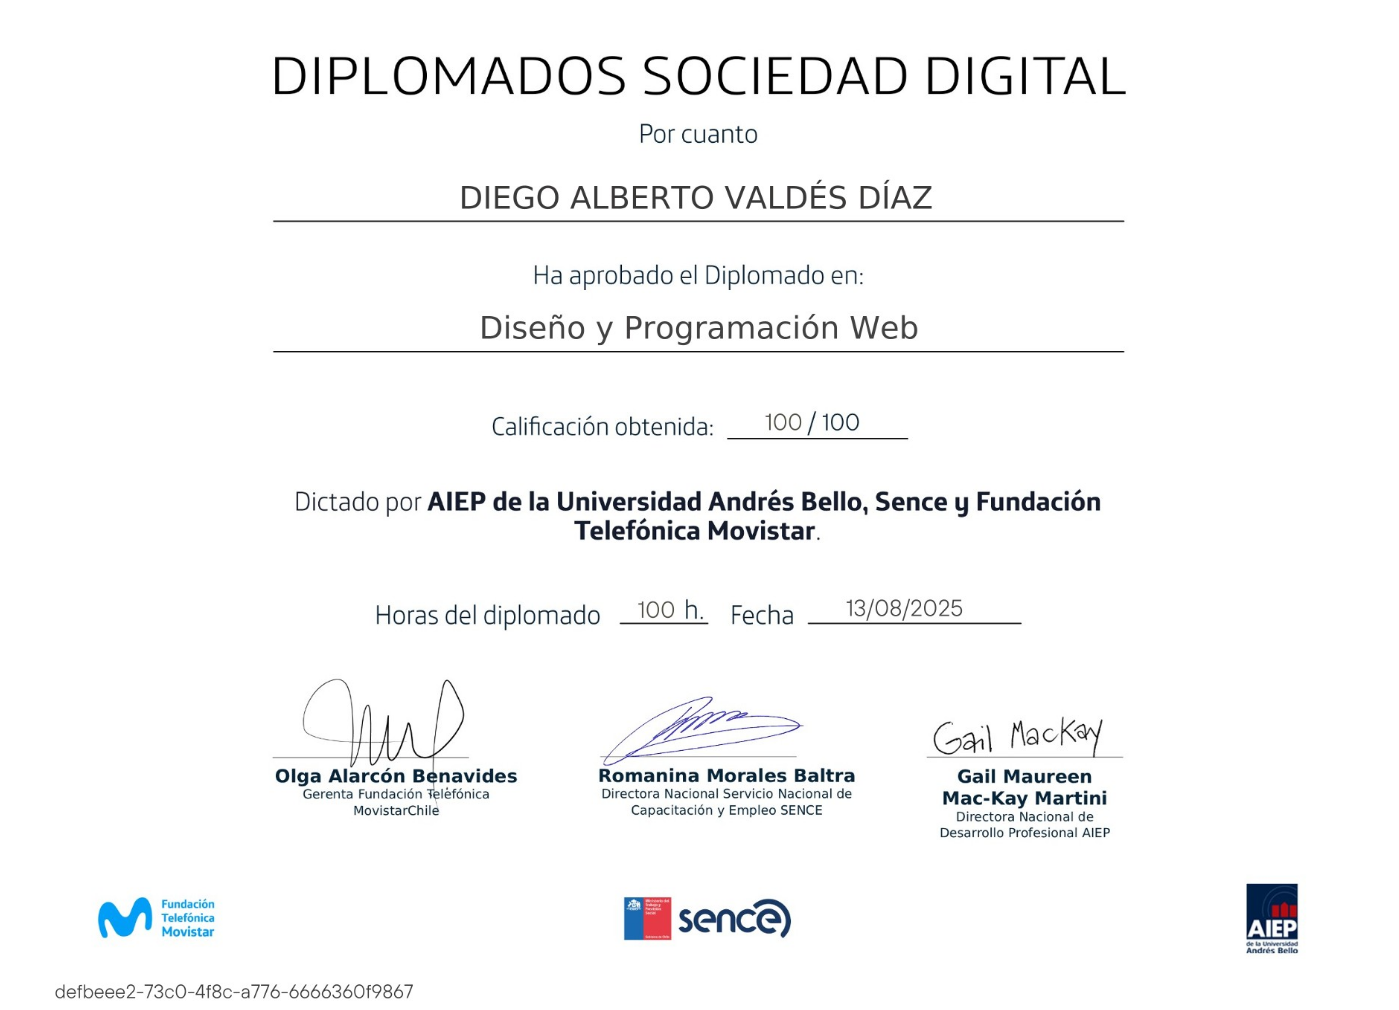 DIPLOMADOS SOCIEDAD DIGITAL
Por cuanto
DIEGO ALBERTO VALDÉS DÍAZ
Ha aprobado el Diplomado en:
Diseño y Programación Web
Calificación obtenida: 100 / 100
Dictado por AIEP de la Universidad Andrés Bello, Sence y Fundación
Telefónica Movistar.
Horas del diplomado 100 h. Fecha 13/08/2025
Gail MacKay
Olga Alarcón Benavides
Gerenta Fundación Telefónica
MovistarChile
Romanina Morales Baltra
Directora Nacional Servicio Nacional de
Capacitación y Empleo SENCE
Gail Maureen
Mac-Kay Martini
Directora Nacional de
Desarrollo Profesional AIEP
Fundación
Telefónica
Movistar
sence
AIEP
de la Universidad
Andrés Bello
defbeee2-73c0-4f8c-a776-6666360f9867